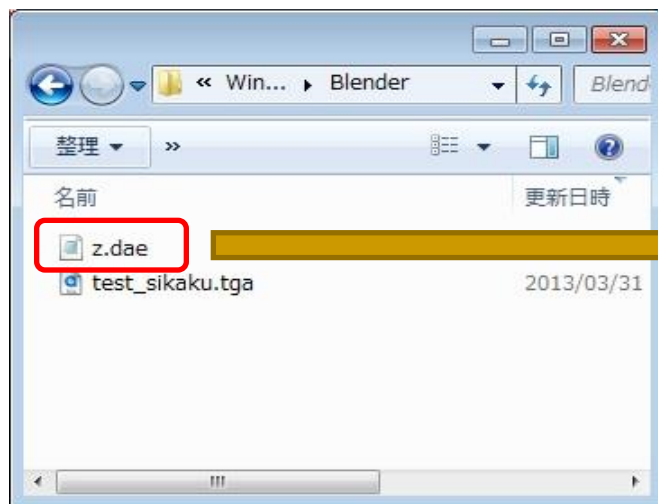 « Win... ▸ Blender Blend
整理 ▼ »
名前 更新日時
z.dae
test_sikaku.tga 2013/03/31